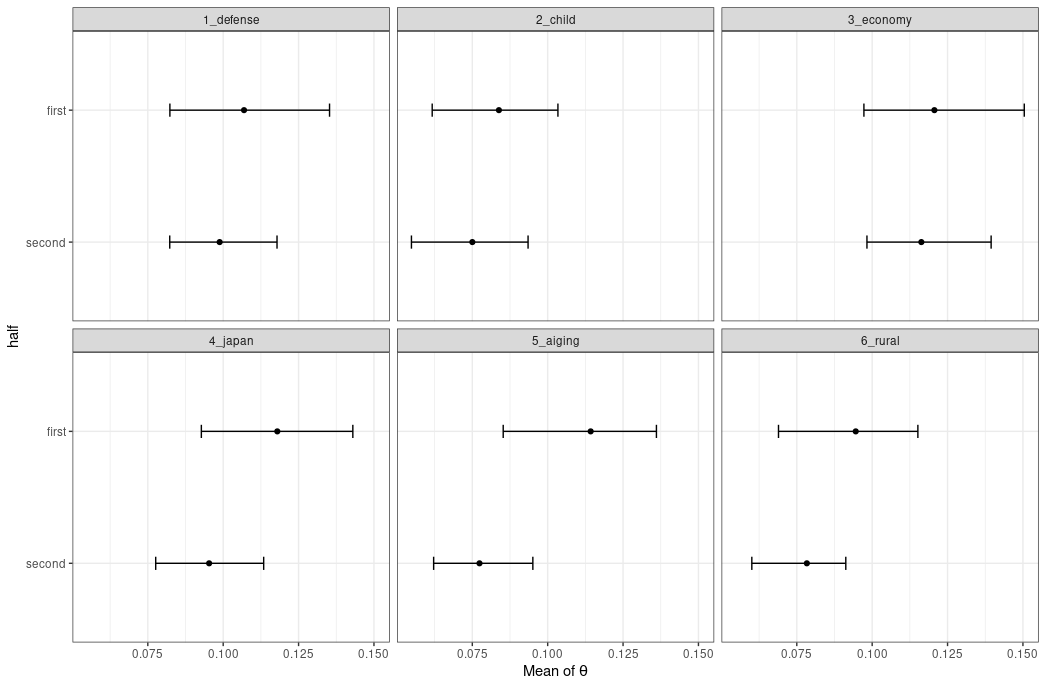 1_defense
2_child
3_economy
first
second
4_japan
5_aiging
6_rural
first
second
half
0.075 0.100 0.125 0.150
0.075 0.100 0.125 0.150
0.075 0.100 0.125 0.150
Mean of θ